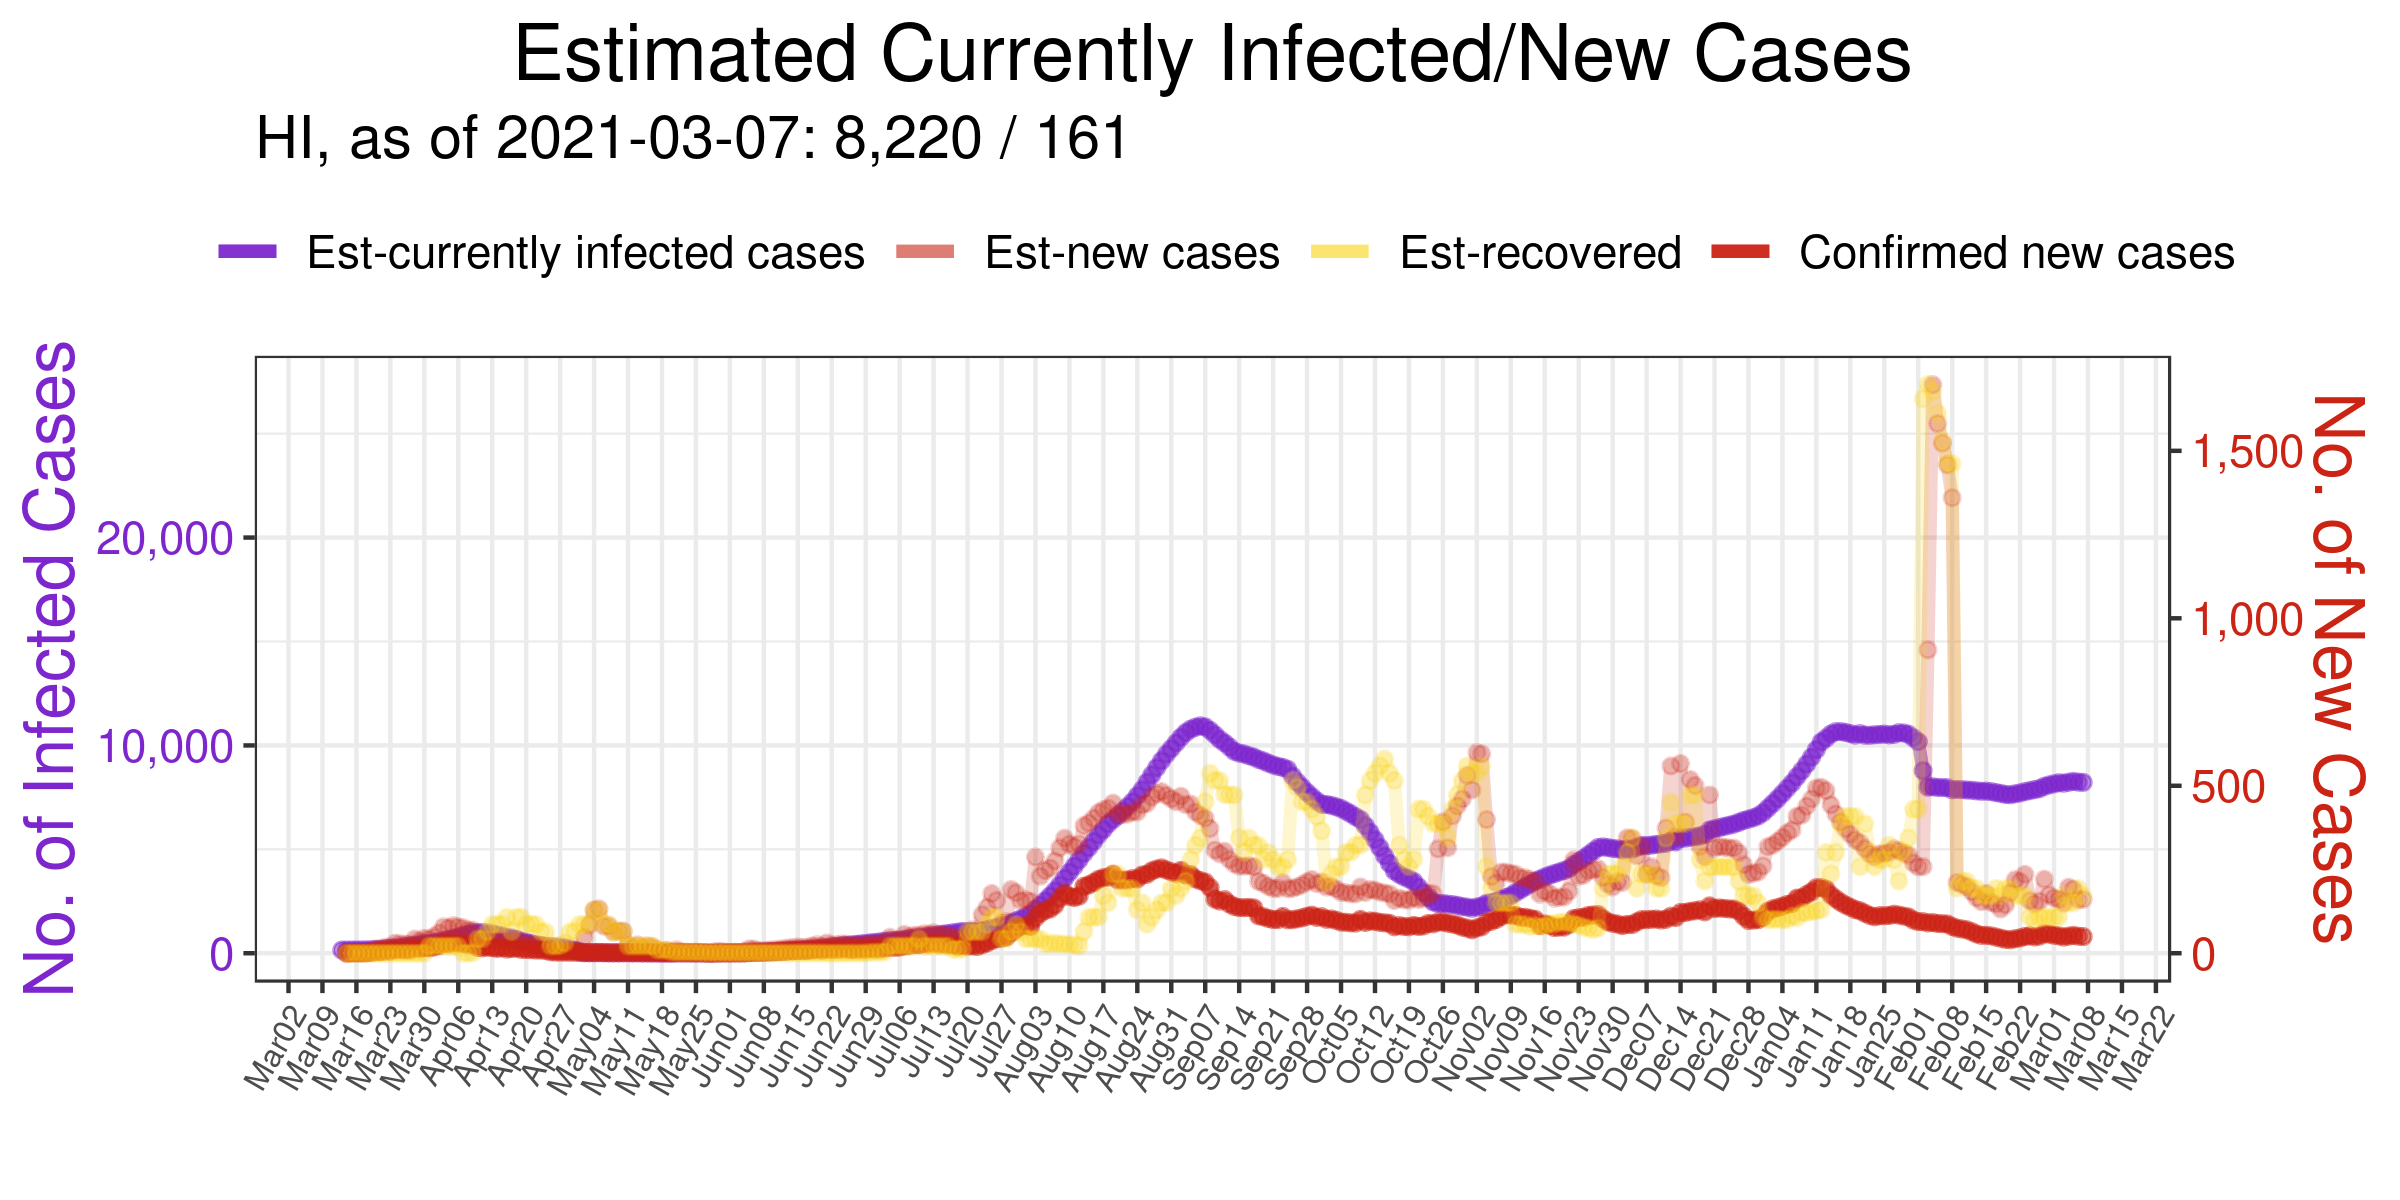 Estimated Currently Infected/New Cases
HI, as of 2021-03-07: 8,220 / 161
Est-currently infected cases Est-new cases Est-recovered Confirmed new cases
No. of Infected Cases
20,000
10,000
0
1,500
1,000
500
0
No. of New Cases
Mar02 Mar09 Mar16 Mar23 Mar30 Apr06 Apr13 Apr20 Apr27 May04 May11 May18 May25 Jun01 Jun08 Jun15 Jun22 Jun29 Jul06 Jul13 Jul20 Jul27 Aug03 Aug10 Aug17 Aug24 Aug31 Sep07 Sep14 Sep21 Sep28 Oct05 Oct12 Oct19 Oct26 Nov02 Nov09 Nov16 Nov23 Nov30 Dec07 Dec14 Dec21 Dec28 Jan04 Jan11 Jan18 Jan25 Feb01 Feb08 Feb15 Feb22 Mar01 Mar08 Mar15 Mar22